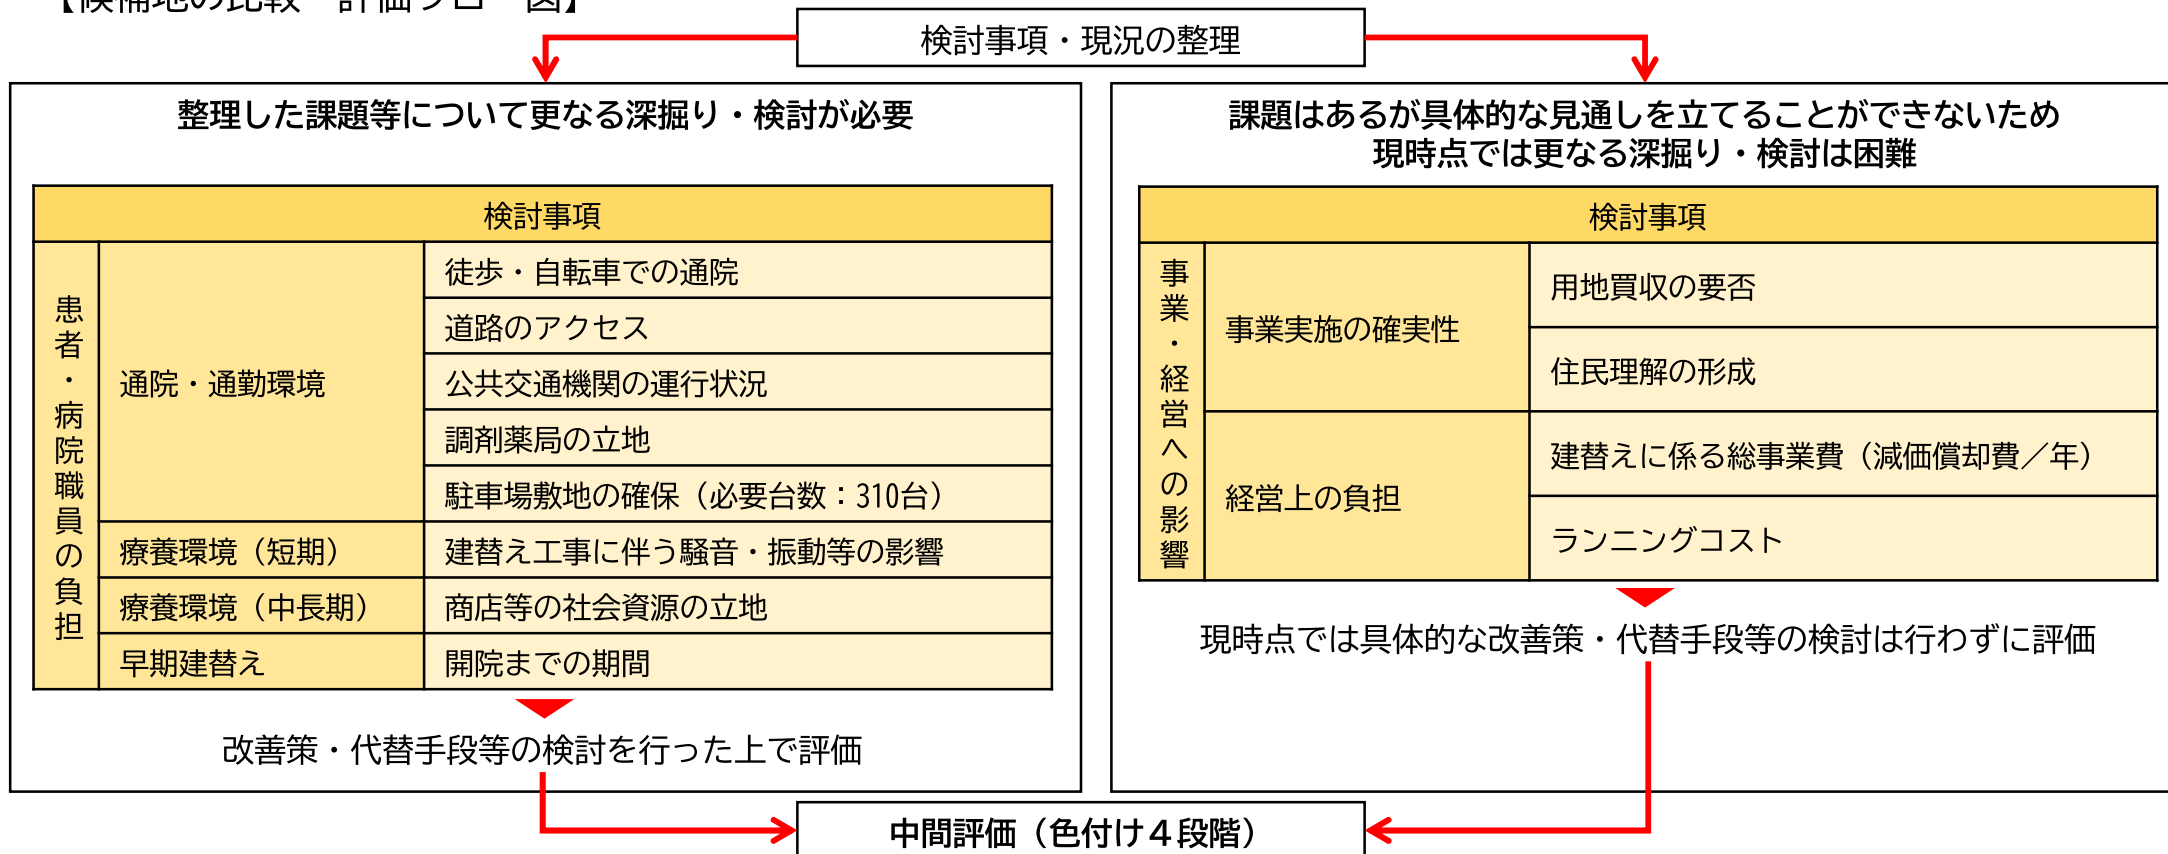 【候補地の比較・評価フロー図】
検討事項・現況の整理
整理した課題等について更なる深掘り・検討が必要
検討事項
患者・病院職員の負担
通院・通勤環境
徒歩・自転車での通院
道路のアクセス
公共交通機関の運行状況
調剤薬局の立地
駐車場敷地の確保（必要台数：310台）
療養環境（短期）
建替え工事に伴う騒音・振動等の影響
療養環境（中長期）
商店等の社会資源の立地
早期建替え
開院までの期間
改善策・代替手段等の検討を行った上で評価
課題はあるが具体的な見通しを立てることができないため
現時点では更なる深掘り・検討は困難
検討事項
事業・経営への影響
事業実施の確実性
用地買収の要否
住民理解の形成
経営上の負担
建替えに係る総事業費（減価償却費／年）
ランニングコスト
現時点では具体的な改善策・代替手段等の検討は行わずに評価
中間評価（色付け４段階）